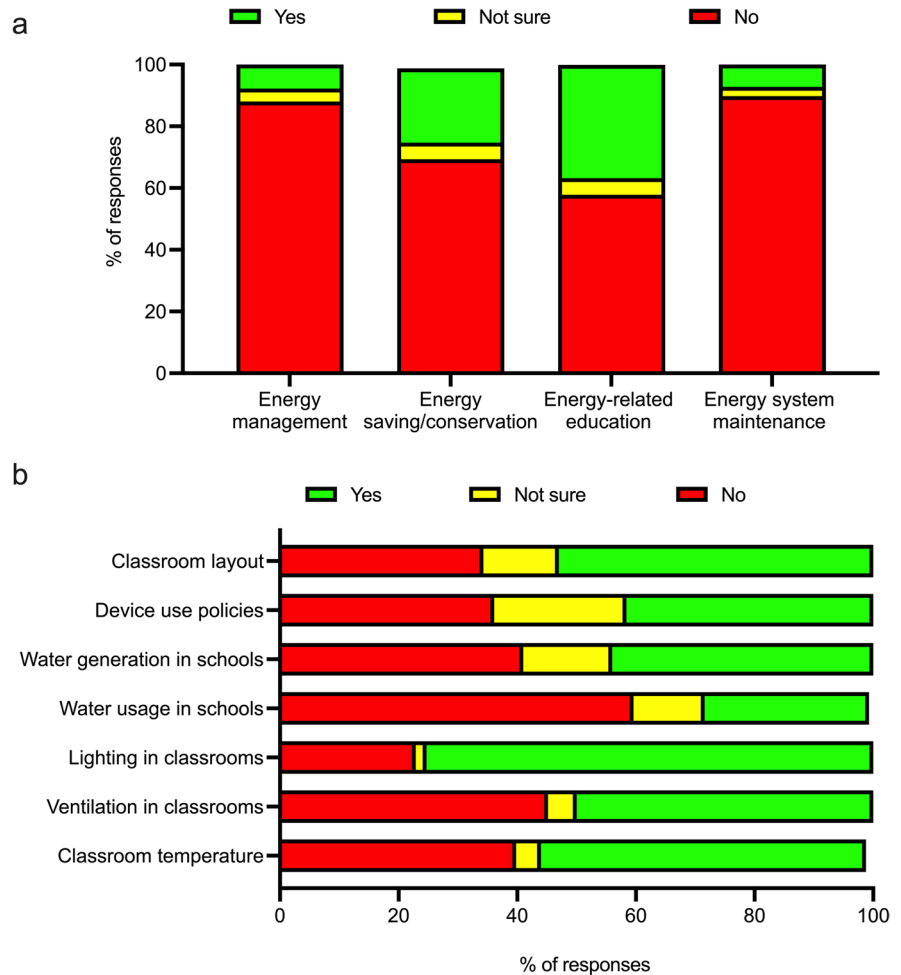 a
Yes
Not sure
No
100
80
60
40
20
0
% of responses
Energy
management
Energy
saving/conservation
Energy-related
education
Energy system
maintenance
b
Yes
Not sure
No
Classroom layout
Device use policies
Water generation in schools
Water usage in schools
Lighting in classrooms
Ventilation in classrooms
Classroom temperature
0
20
40
60
80
100
% of responses